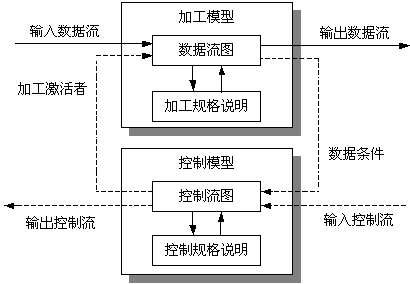 加工模型
输入数据流
数据流图
输出数据流
加工激活者
加工规格说明
数据条件
控制模型
控制流图
输出控制流
输入控制流
控制规格说明